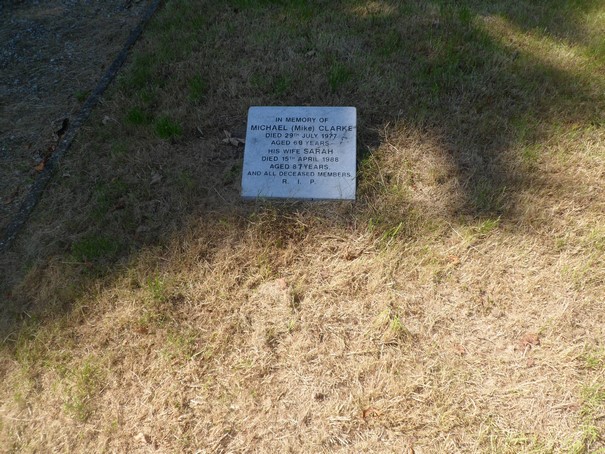 IN MEMORY OF
MICHAEL (Mike) CLARKE
DIED 29TH JULY 1977
AGED 68 YEARS
HIS WIFE SARAH
DIED 15TH APRIL 1988
AGED 87 YEARS.
AND ALL DECEASED MEMBERS
R. I. P.